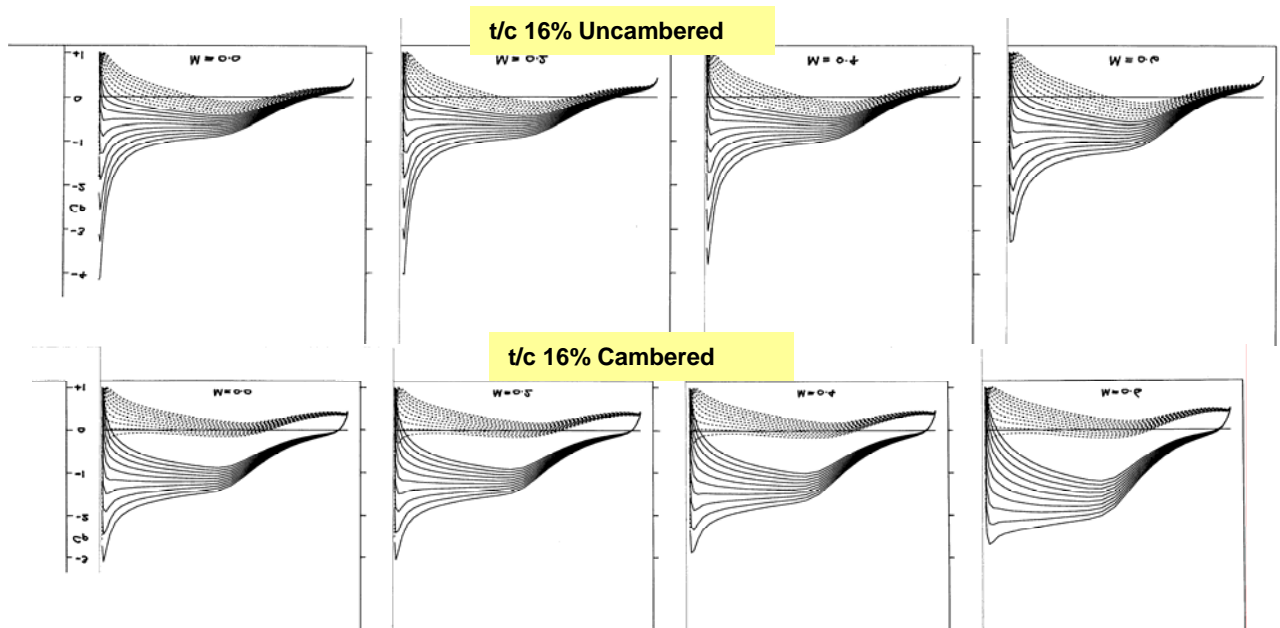 t/c 16% Uncambered
M = 0.0
M = 0.2
M = 0.4
M = 0.6
+1
0
-1
-2
Cp
-3
-4
t/c 16% Cambered
M = 0.0
M = 0.2
M = 0.4
M = 0.6
+1
0
-1
-2
Cp
-3